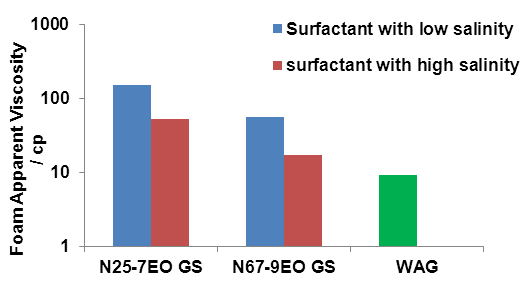 1000
100
10
1
Foam Apparent Viscosity
/ cp
Surfactant with low salinity
surfactant with high salinity
N25-7EO GS
N67-9EO GS
WAG